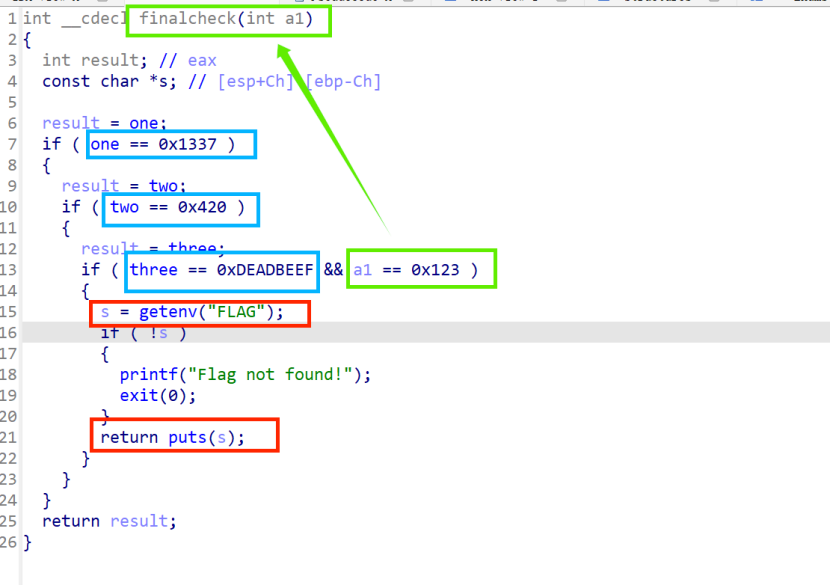 1 int __cdecl finalcheck(int a1)
2 {
3 int result; // eax
4 const char *s; // [esp+Ch] [ebp-Ch]
5
6 result = one;
7 if ( one == 0x1337 )
8 {
9 result = two;
10 if ( two == 0x420 )
11 {
12 result = three;
13 if ( three == 0xDEADBEEF && a1 == 0x123 )
14 {
15 s = getenv("FLAG");
16 if ( !s )
17 {
18 printf("Flag not found!");
19 exit(0);
20 }
21 return puts(s);
22 }
23 }
24 }
25 return result;
26 }